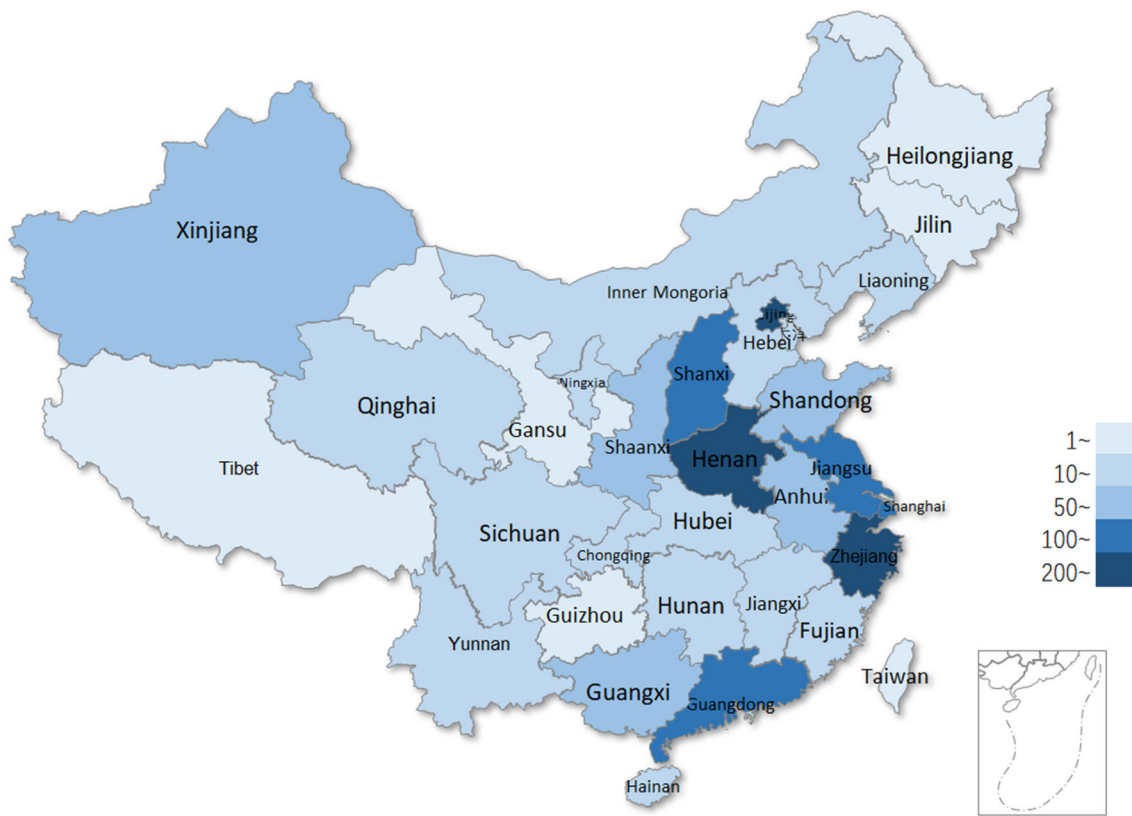 Heilongjiang
Jilin
Xinjiang
Liaoning
Inner Mongoria
Hebei
Shanxi
Ningxia
Shandong
Qinghai
Gansu
Shaanxi
Henan
Jiangsu
Tibet
Anhui
Shanghai
Sichuan
Hubei
Chongqing
Zhejiang
Hunan
Jiangxi
Guizhou
Fujian
Yunnan
Taiwan
Guangxi
Guangdong
Hainan
1~
10~
50~
100~
200~